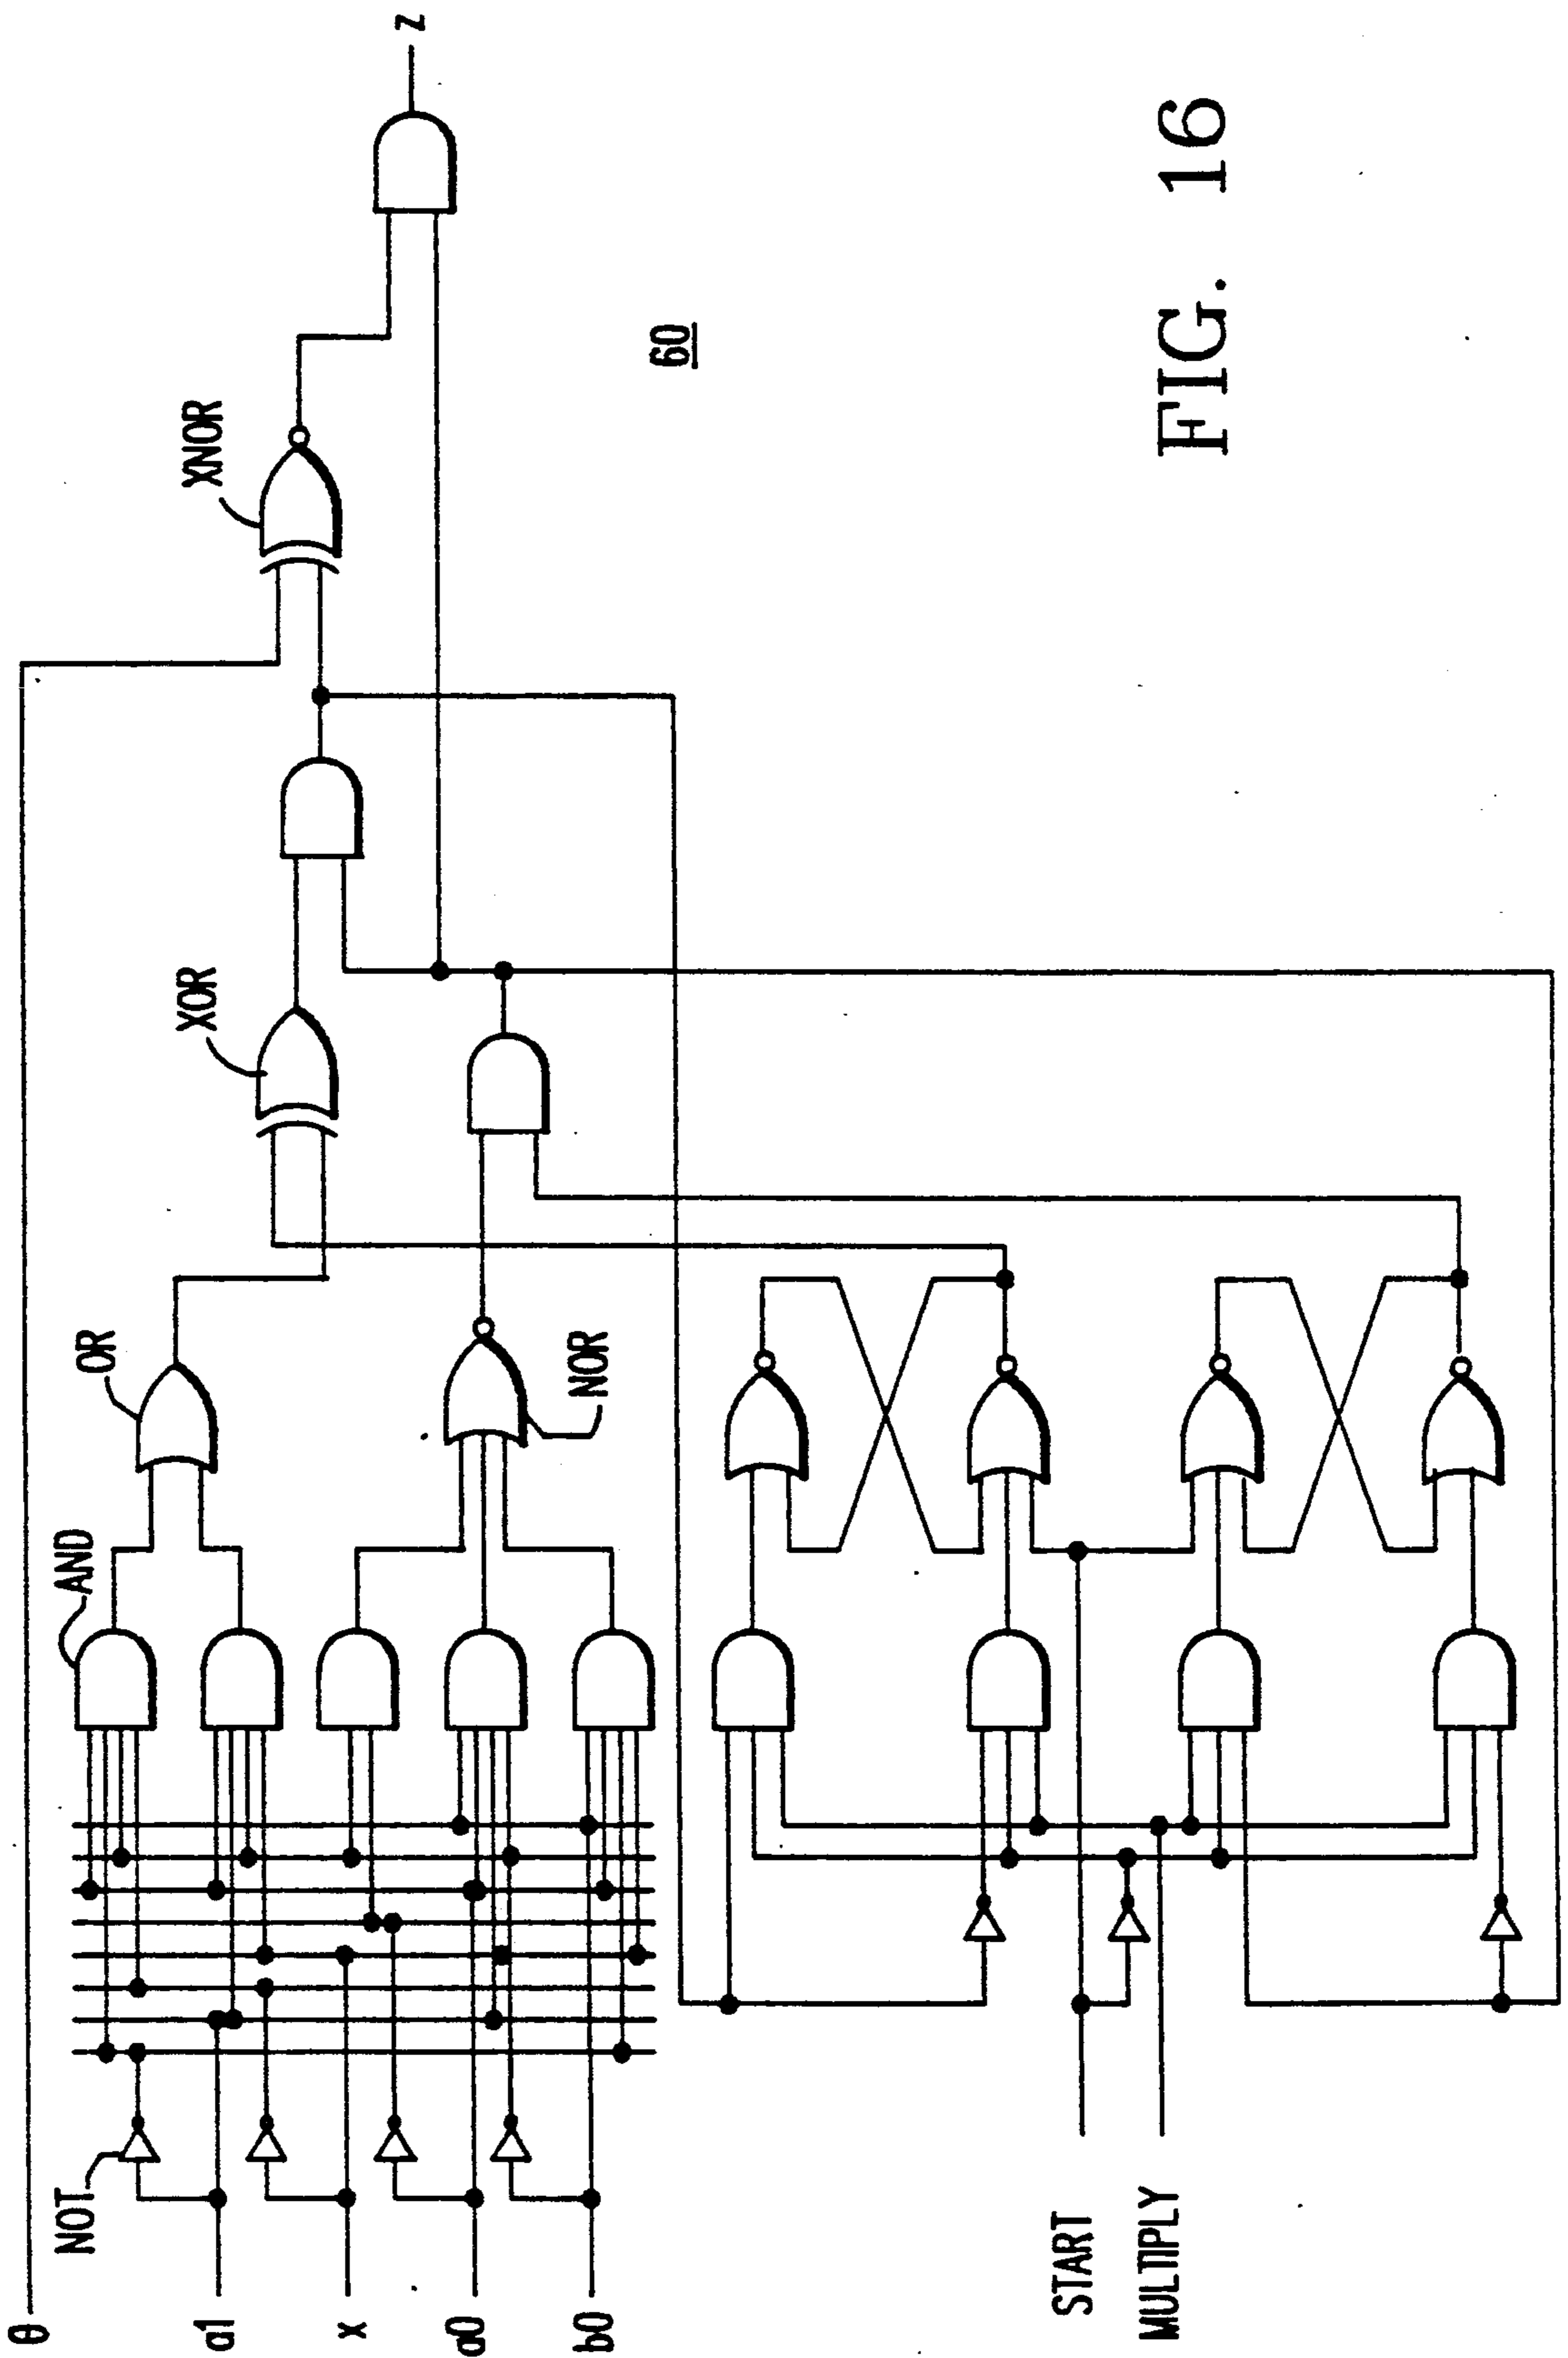 θ
a1
x
a0
b0
START
MULTIPLY
NOT
AND
OR
NOR
XOR
XNOR
z
60
FIG. 16